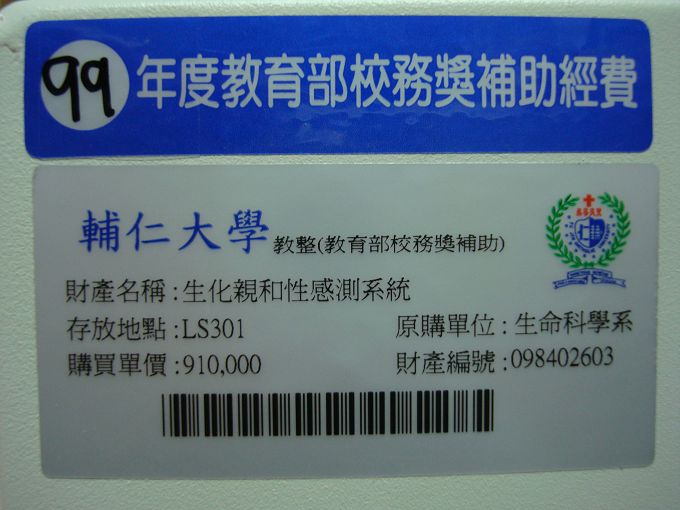 99年度教育部校務獎補助經費
輔仁大學 教整(教育部校務獎補助)
財產名稱:生化親和性感測系統
存放地點:LS301 原購單位:生命科學系
購買單價:910,000 財產編號:098402603